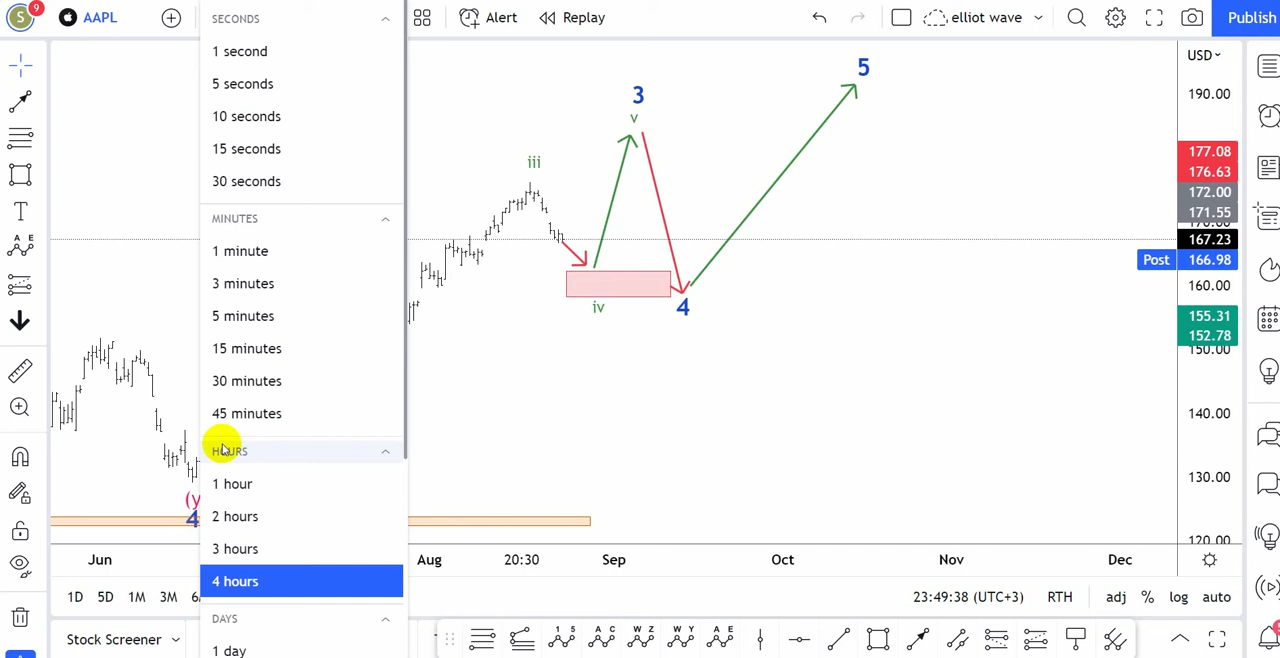 S
9
AAPL
Alert
Replay
elliot wave
Publish
SECONDS
1 second
5 seconds
10 seconds
15 seconds
30 seconds
MINUTES
1 minute
3 minutes
5 minutes
15 minutes
30 minutes
45 minutes
HOURS
1 hour
2 hours
3 hours
4 hours
DAYS
1 day
T
A E
(y
4
iii
3
v
iv
4
5
USD
190.00
177.08
176.63
172.00
171.55
170.00
167.23
Post 166.98
160.00
155.31
152.78
150.00
140.00
130.00
120.00
Jun
Aug
20:30
Sep
Oct
Nov
Dec
1D 5D 1M 3M
23:49:38 (UTC+3)
RTH
adj % log auto
Stock Screener
1 5
A C
W Z
W Y
A E